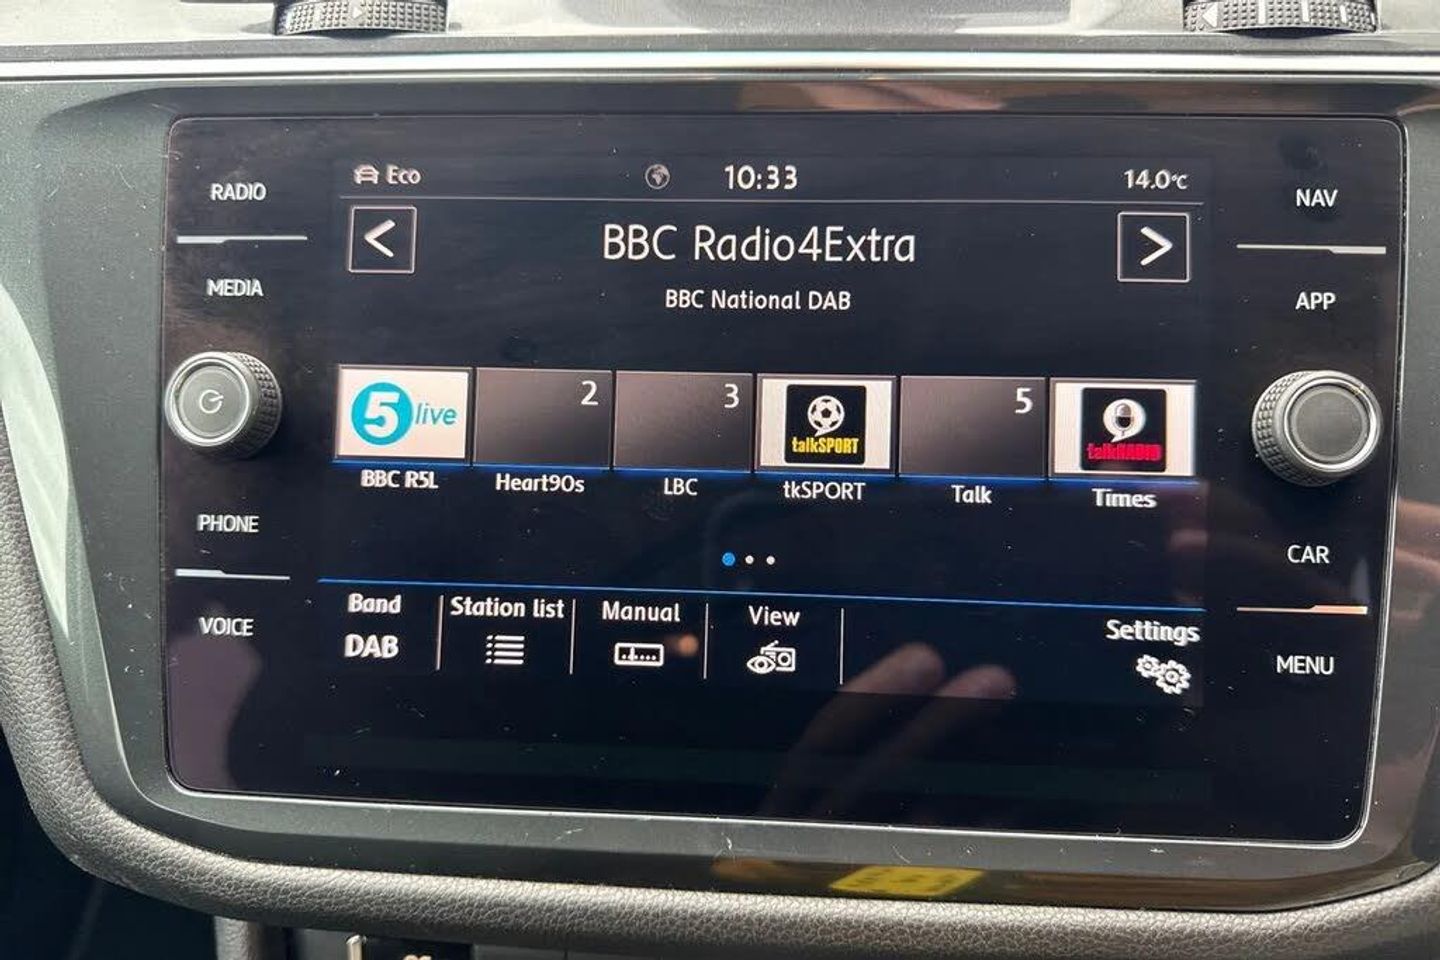 RADIO
MEDIA
PHONE
VOICE
Eco
10:33
14.0°C
<
BBC Radio4Extra
>
BBC National DAB
5 live
2
3
talkSPORT
5
talkRADIO
BBC R5L
Heart90s
LBC
tkSPORT
Talk
Times
Band
DAB
Station list
Manual
View
Settings
NAV
APP
CAR
MENU